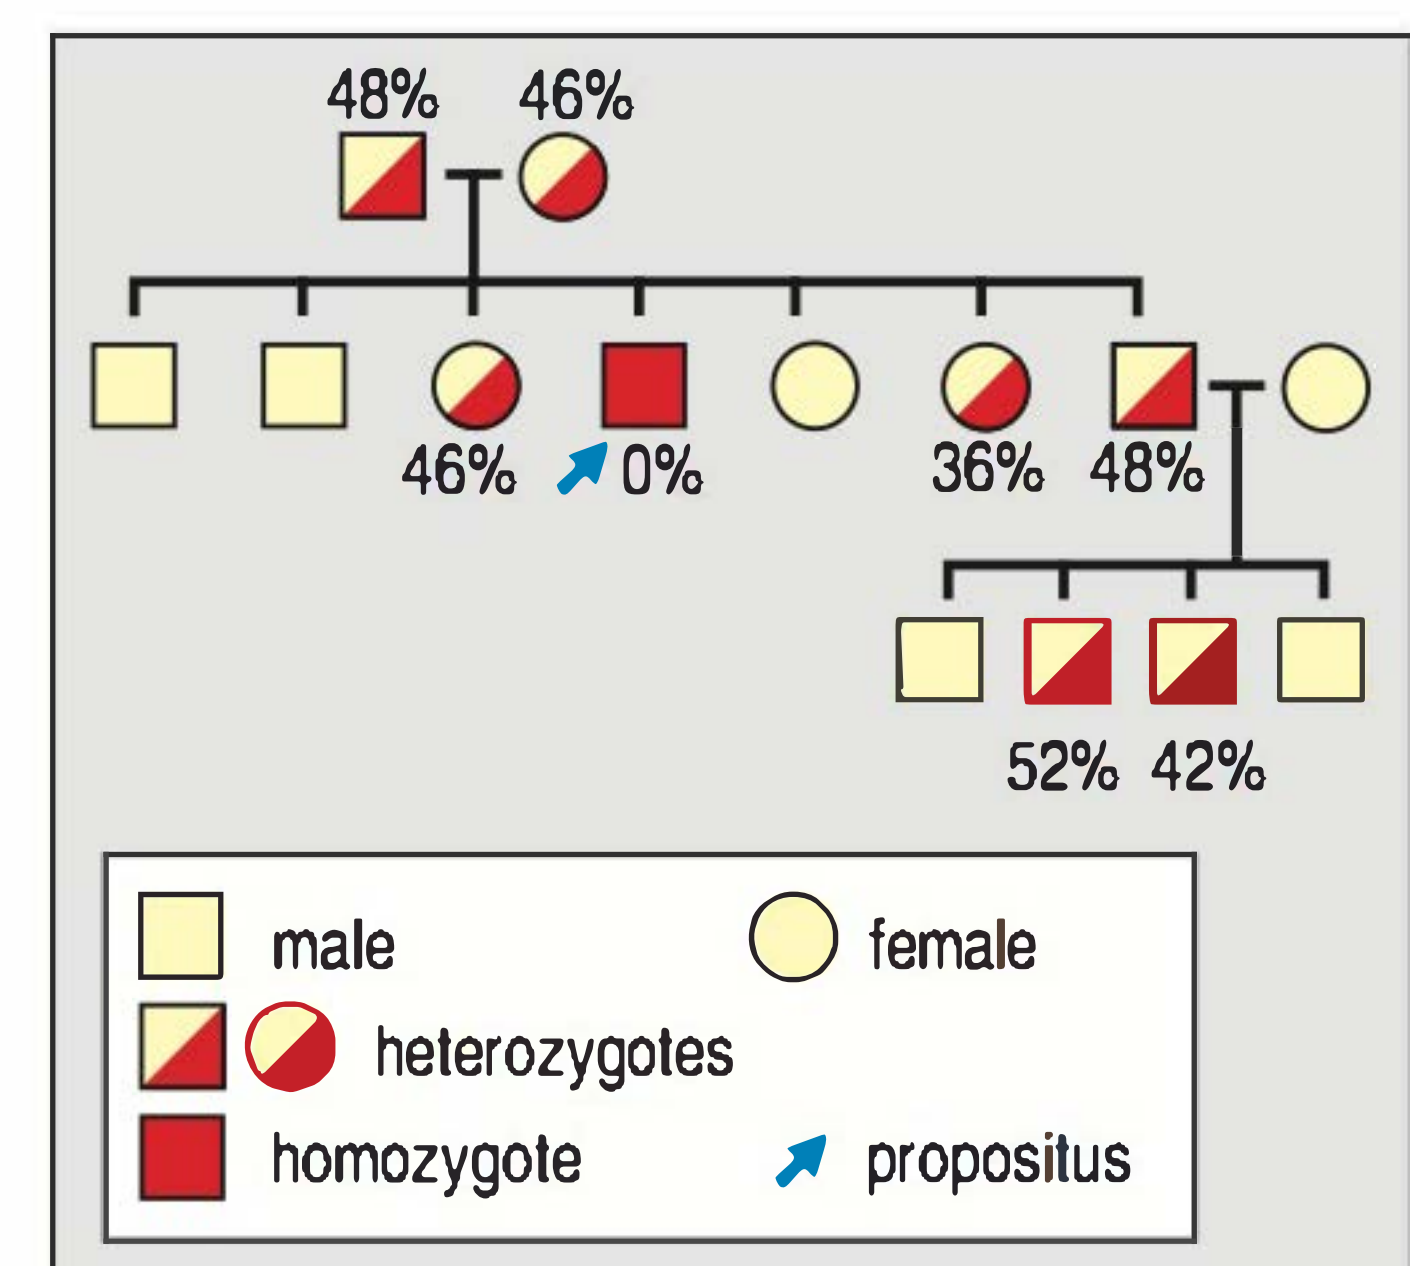 48% 46%
46% 0% 36% 48%
52% 42%
male female
heterozygotes
homozygote propositus